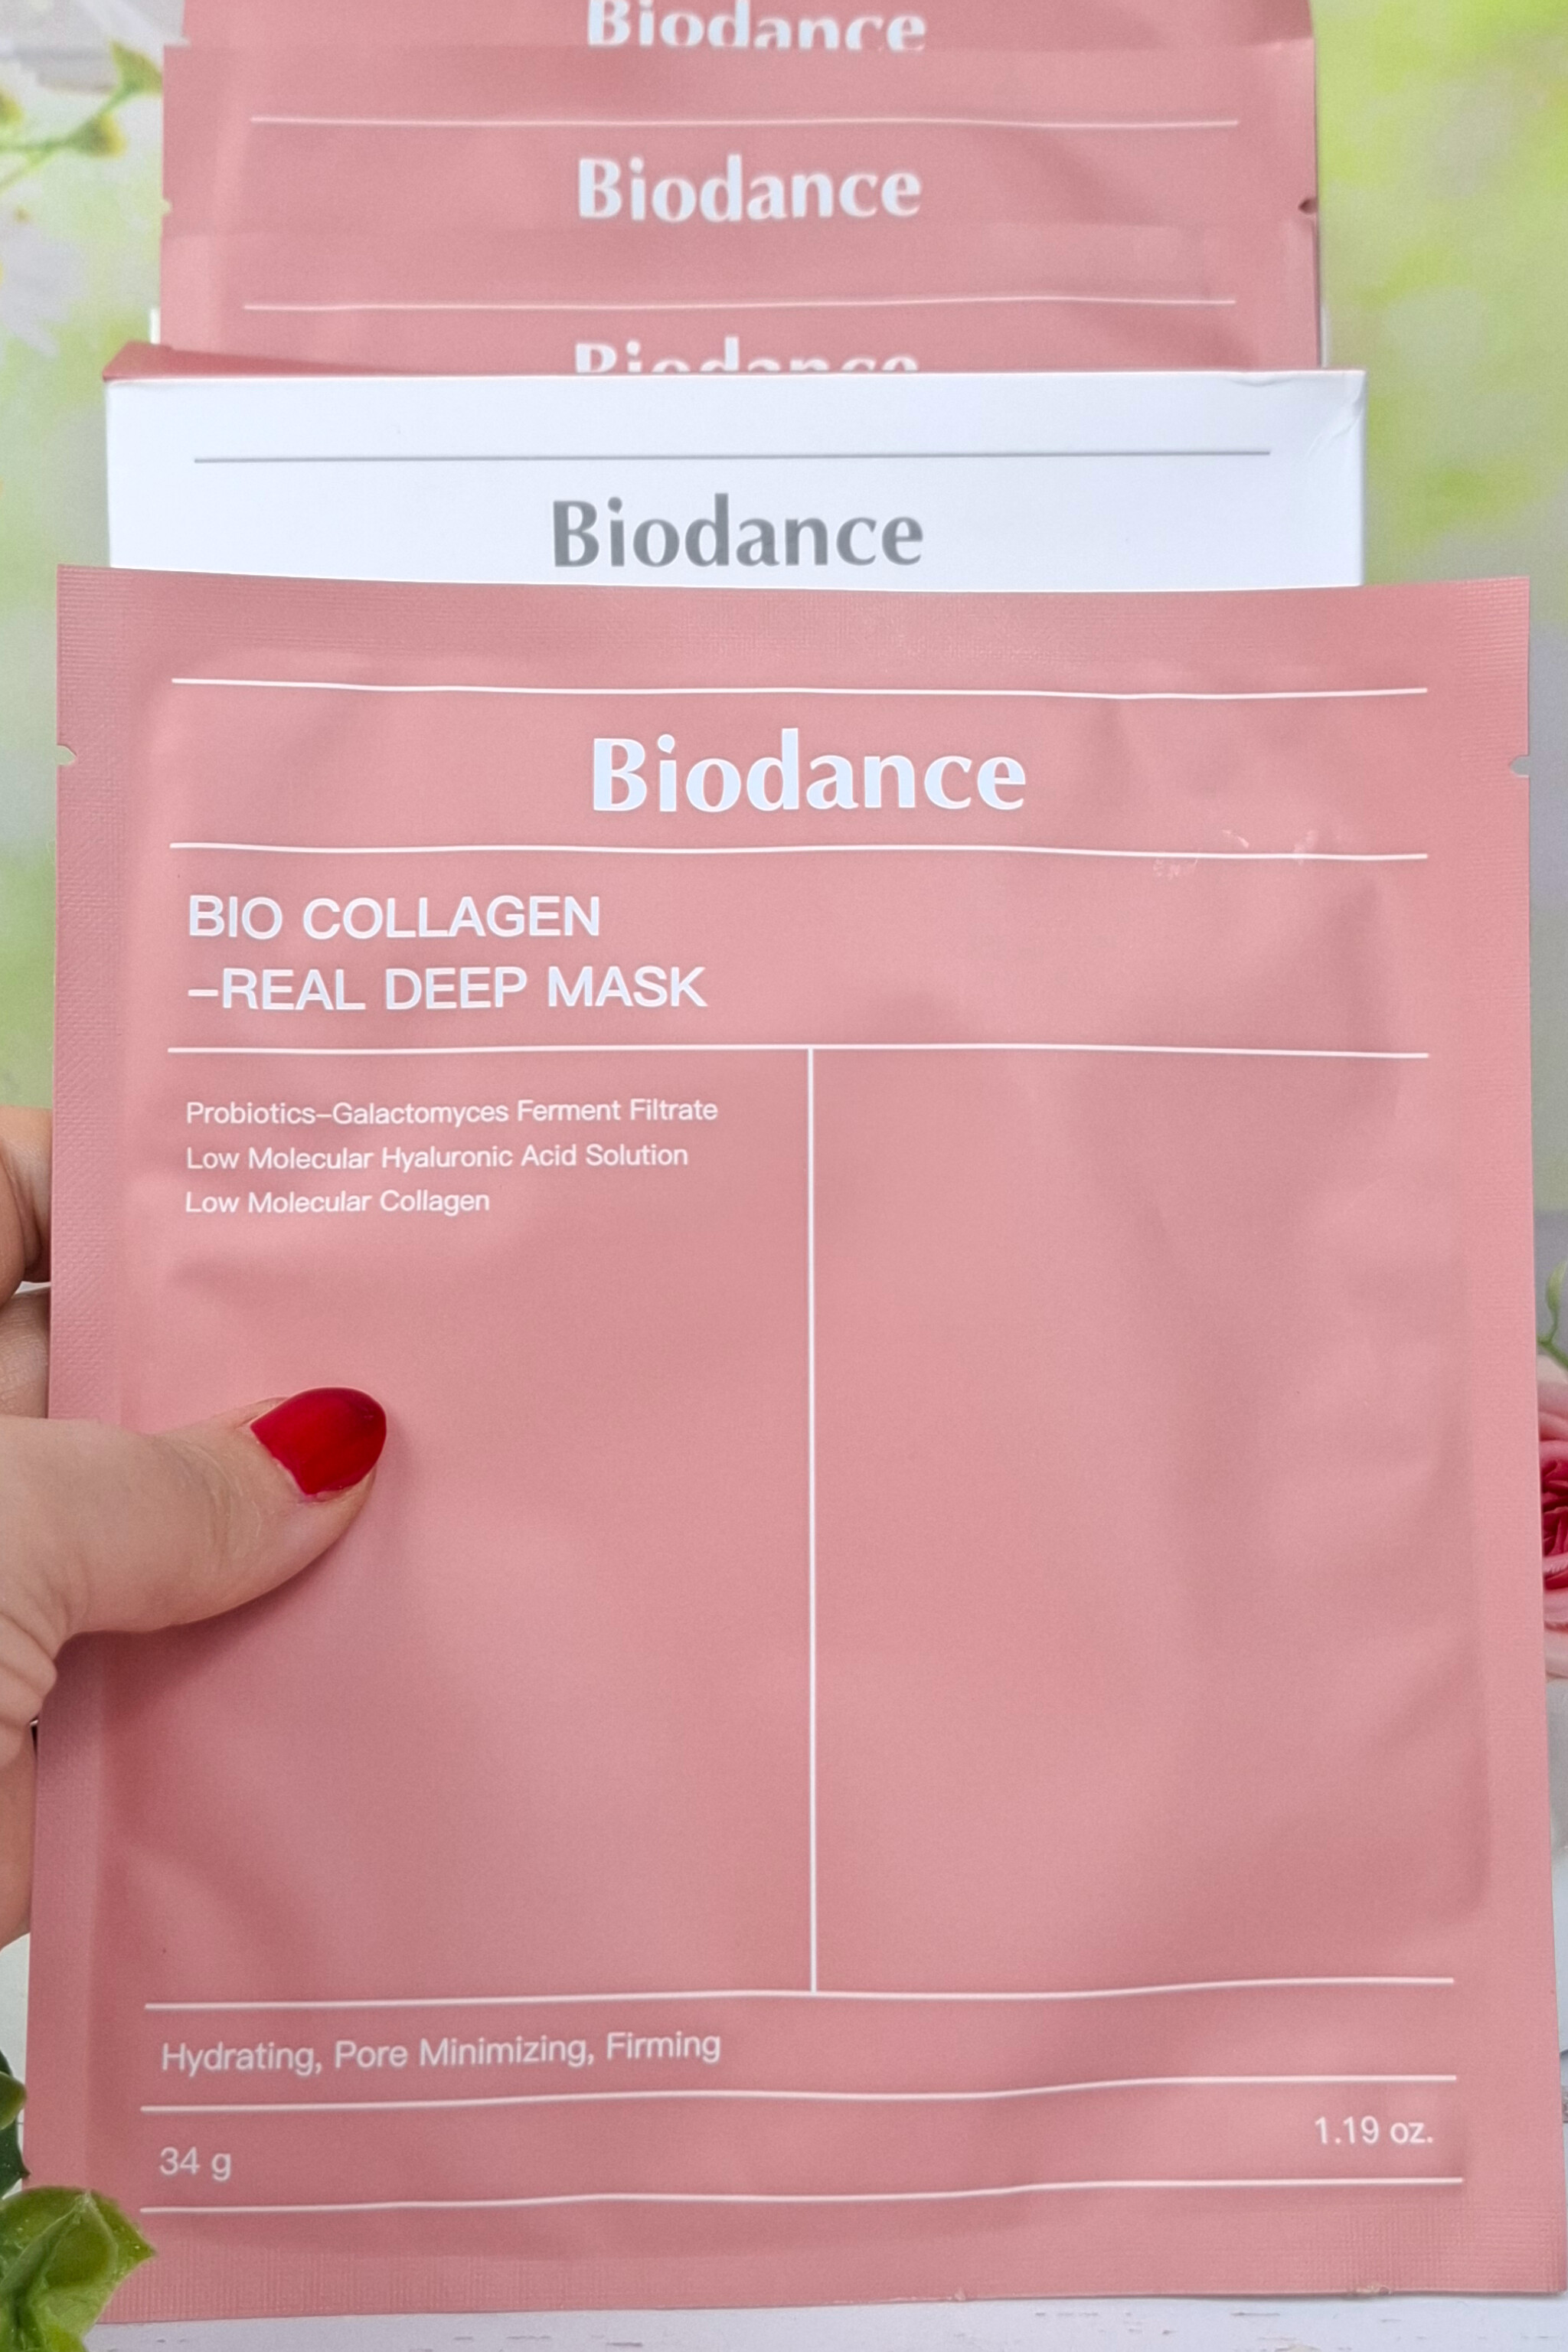 Biodance
Biodance
Biodance
Biodance
Biodance
BIO COLLAGEN
–REAL DEEP MASK
Probiotics–Galactomyces Ferment Filtrate
Low Molecular Hyaluronic Acid Solution
Low Molecular Collagen
Hydrating, Pore Minimizing, Firming
34 g
1.19 oz.